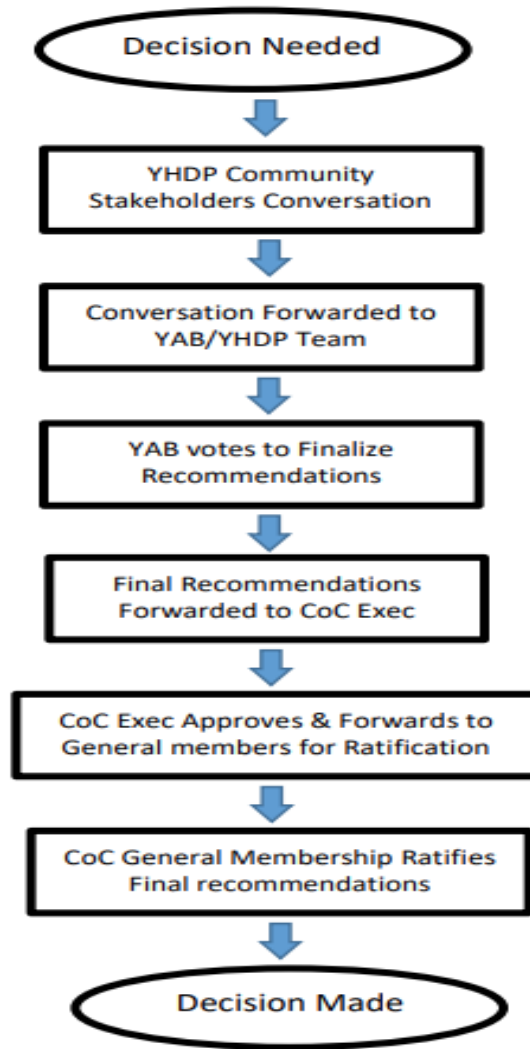 Decision Needed
YHDP Community
Stakeholders Conversation
Conversation Forwarded to
YAB/YHDP Team
YAB votes to Finalize
Recommendations
Final Recommendations
Forwarded to CoC Exec
CoC Exec Approves & Forwards to
General members for Ratification
CoC General Membership Ratifies
Final recommendations
Decision Made